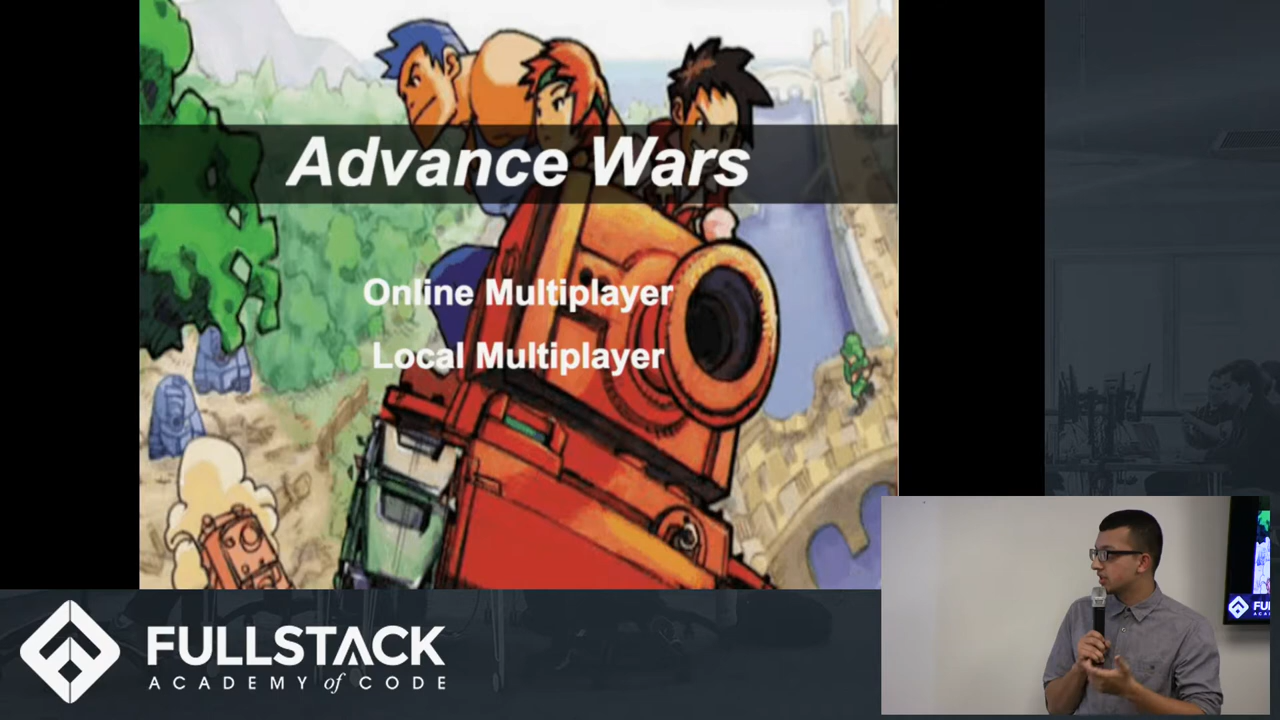 Advance Wars
Online Multiplayer
Local Multiplayer
FULLSTACK
ACADEMY of CODE